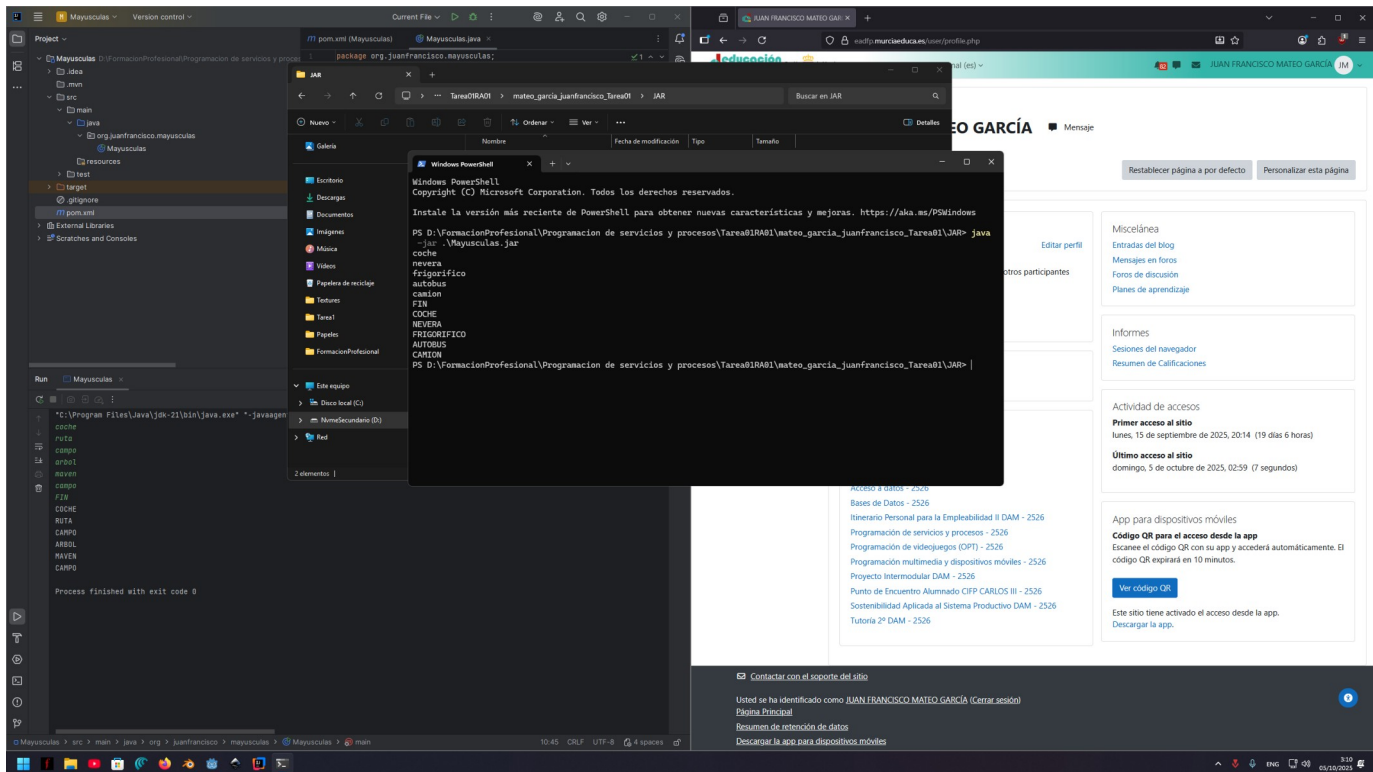 Mayusculas
Version control
Current File
Project
Mayusculas D:\FormacionProfesional\Programacion de servicios y proce
.idea
.mvn
src
main
java
org.juanfrancisco.mayusculas
Mayusculas
resources
test
target
.gitignore
pom.xml
External Libraries
Scratches and Consoles
pom.xml (Mayusculas)
Mayusculas.java
package org.juanfrancisco.mayusculas;
1
Run
Mayusculas
"C:\Program Files\Java\jdk-21\bin\java.exe" "-javaagen
coche
ruta
campo
arbol
maven
campo
FIN
COCHE
RUTA
CAMPO
ARBOL
MAVEN
CAMPO
Process finished with exit code 0
Mayusculas > src > main > java > org > juanfrancisco > mayusculas > Mayusculas > main
10:45 CRLF UTF-8 4 spaces
JAR
Tarea01RA01 > mateo_garcia_juanfrancisco_Tarea01 > JAR
Buscar en JAR
Nuevo
Ordenar
Ver
Detalles
Nombre
Fecha de modificación
Tipo
Tamaño
Galería
Escritorio
Descargas
Documentos
Imágenes
Música
Vídeos
Papelera de reciclaje
Textures
Tarea1
Papeles
FormacionProfesional
Este equipo
Disco local (C:)
NvmeSecundario (D:)
Red
2 elementos
Windows PowerShell
Windows PowerShell
Copyright (C) Microsoft Corporation. Todos los derechos reservados.
Instale la versión más reciente de PowerShell para obtener nuevas características y mejoras. https://aka.ms/PSWindows
PS D:\FormacionProfesional\Programacion de servicios y procesos\Tarea01RA01\mateo_garcia_juanfrancisco_Tarea01\JAR> java
-jar .\Mayusculas.jar
coche
nevera
frigorifico
autobus
camion
FIN
COCHE
NEVERA
FRIGORIFICO
AUTOBUS
CAMION
PS D:\FormacionProfesional\Programacion de servicios y procesos\Tarea01RA01\mateo_garcia_juanfrancisco_Tarea01\JAR>
JUAN FRANCISCO MATEO GAR
eadfp.murciaeduca.es/user/profile.php
educación
nal (es)
JUAN FRANCISCO MATEO GARCÍA
JM
EO GARCÍA
Mensaje
Restablecer página a por defecto
Personalizar esta página
Editar perfil
otros participantes
Acceso a datos - 2526
Bases de Datos - 2526
Itinerario Personal para la Empleabilidad II DAM - 2526
Programación de servicios y procesos - 2526
Programación de videojuegos (OPT) - 2526
Programación multimedia y dispositivos móviles - 2526
Proyecto Intermodular DAM - 2526
Punto de Encuentro Alumnado CIFP CARLOS III - 2526
Sostenibilidad Aplicada al Sistema Productivo DAM - 2526
Tutoría 2º DAM - 2526
Miscelánea
Entradas del blog
Mensajes en foros
Foros de discusión
Planes de aprendizaje
Informes
Sesiones del navegador
Resumen de Calificaciones
Actividad de accesos
Primer acceso al sitio
lunes, 15 de septiembre de 2025, 20:14 (19 días 6 horas)
Último acceso al sitio
domingo, 5 de octubre de 2025, 02:59 (7 segundos)
App para dispositivos móviles
Código QR para el acceso desde la app
Escanee el código QR con su app y accederá automáticamente. El
código QR expirará en 10 minutos.
Ver código QR
Este sitio tiene activado el acceso desde la app.
Descargar la app.
Contactar con el soporte del sitio
Usted se ha identificado como JUAN FRANCISCO MATEO GARCÍA (Cerrar sesión)
Página Principal
Resumen de retención de datos
Descargar la app para dispositivos móviles
ENG
3:10
05/10/2025